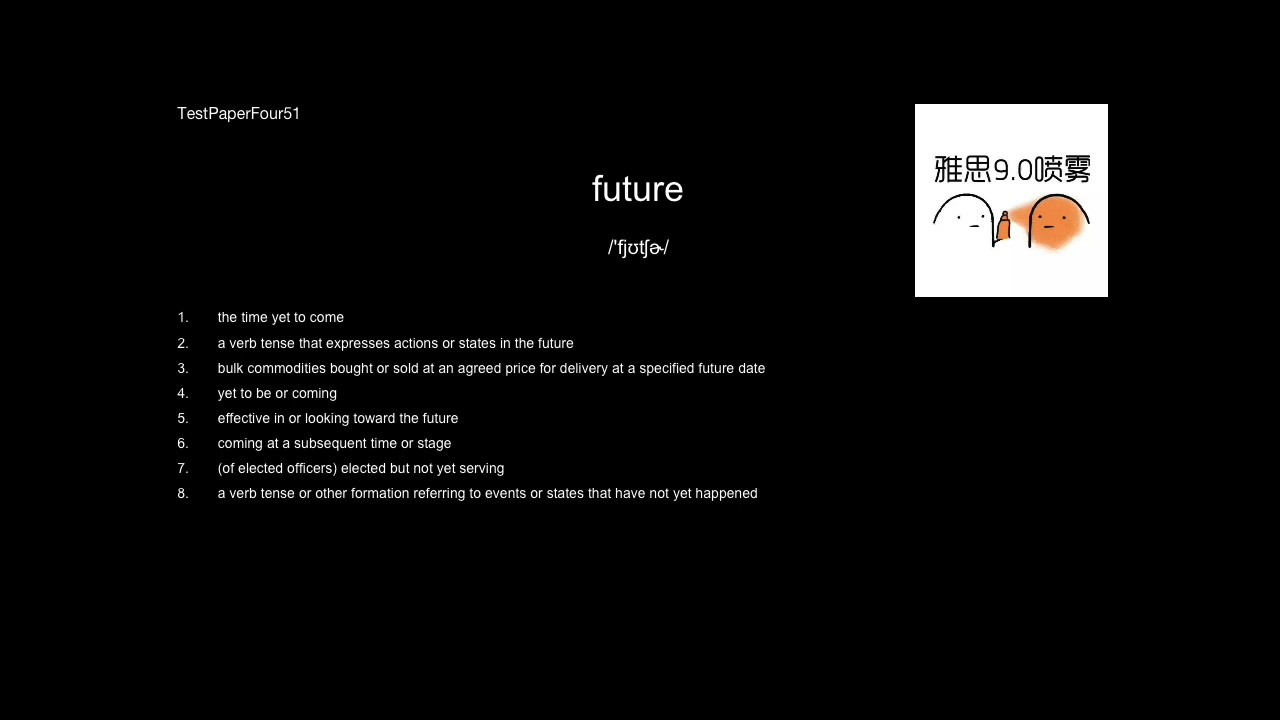 TestPaperFour51
雅思9.0喷雾
future
/'fjʊtʃɚ/
1. the time yet to come
2. a verb tense that expresses actions or states in the future
3. bulk commodities bought or sold at an agreed price for delivery at a specified future date
4. yet to be or coming
5. effective in or looking toward the future
6. coming at a subsequent time or stage
7. (of elected officers) elected but not yet serving
8. a verb tense or other formation referring to events or states that have not yet happened